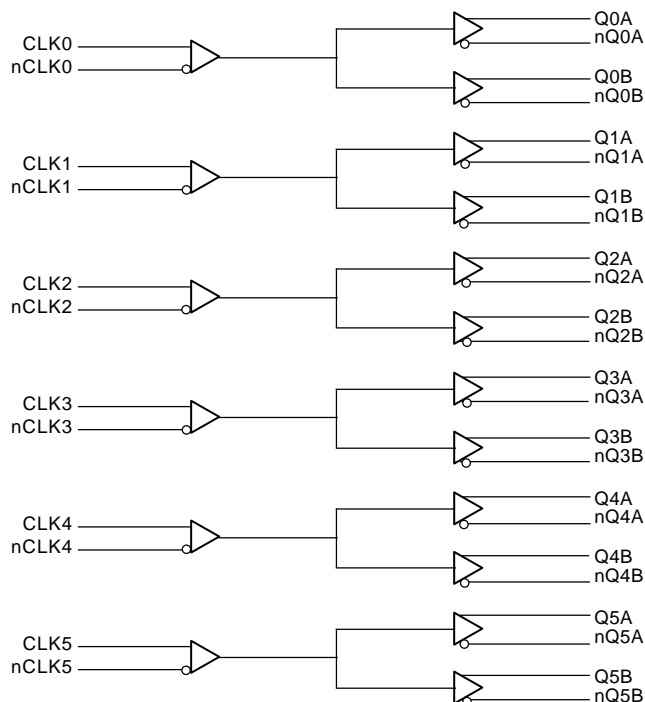 CLK0
nCLK0
Q0A
nQ0A
Q0B
nQ0B
CLK1
nCLK1
Q1A
nQ1A
Q1B
nQ1B
CLK2
nCLK2
Q2A
nQ2A
Q2B
nQ2B
CLK3
nCLK3
Q3A
nQ3A
Q3B
nQ3B
CLK4
nCLK4
Q4A
nQ4A
Q4B
nQ4B
CLK5
nCLK5
Q5A
nQ5A
Q5B
nQ5B